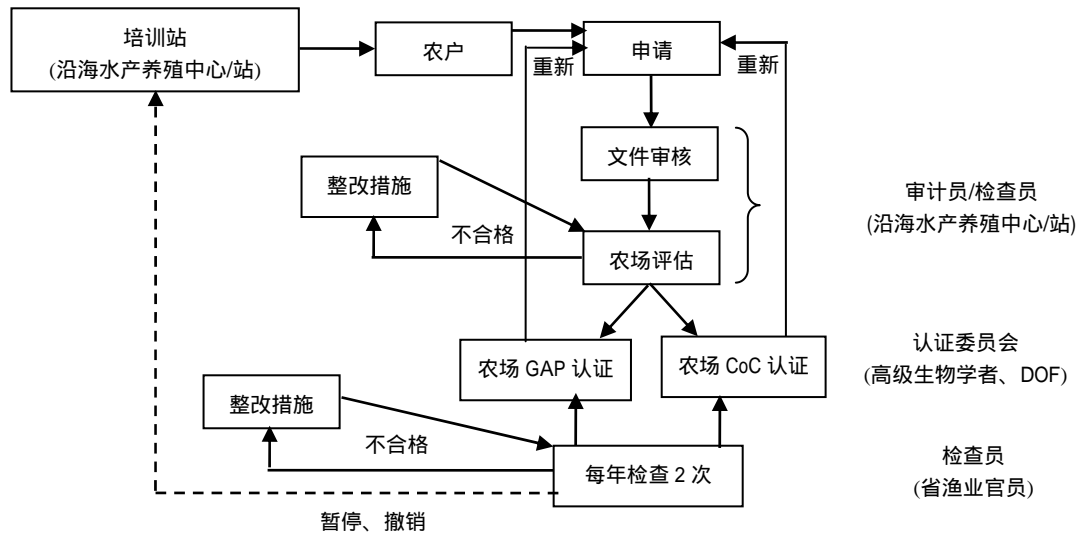 培训站
(沿海水产养殖中心/站)
农户
申请
重新
重新
文件审核
整改措施
不合格
农场评估
审计员/检查员
(沿海水产养殖中心/站)
农场 GAP 认证
农场 CoC 认证
认证委员会
(高级生物学者、DOF)
整改措施
不合格
每年检查 2 次
检查员
(省渔业官员)
暂停、撤销